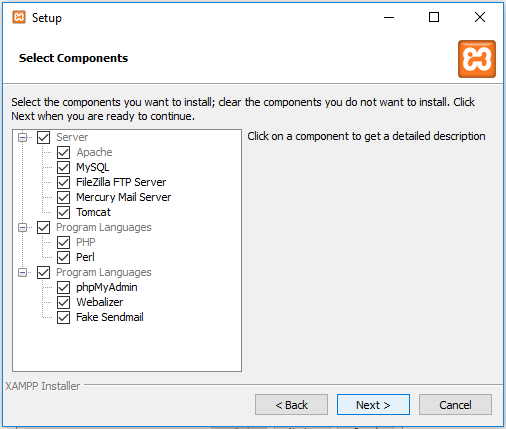 Setup
Select Components
Select the components you want to install; clear the components you do not want to install. Click
Next when you are ready to continue.
Click on a component to get a detailed description
Server
Apache
MySQL
FileZilla FTP Server
Mercury Mail Server
Tomcat
Program Languages
PHP
Perl
Program Languages
phpMyAdmin
Webalizer
Fake Sendmail
XAMPP Installer
< Back
Next >
Cancel